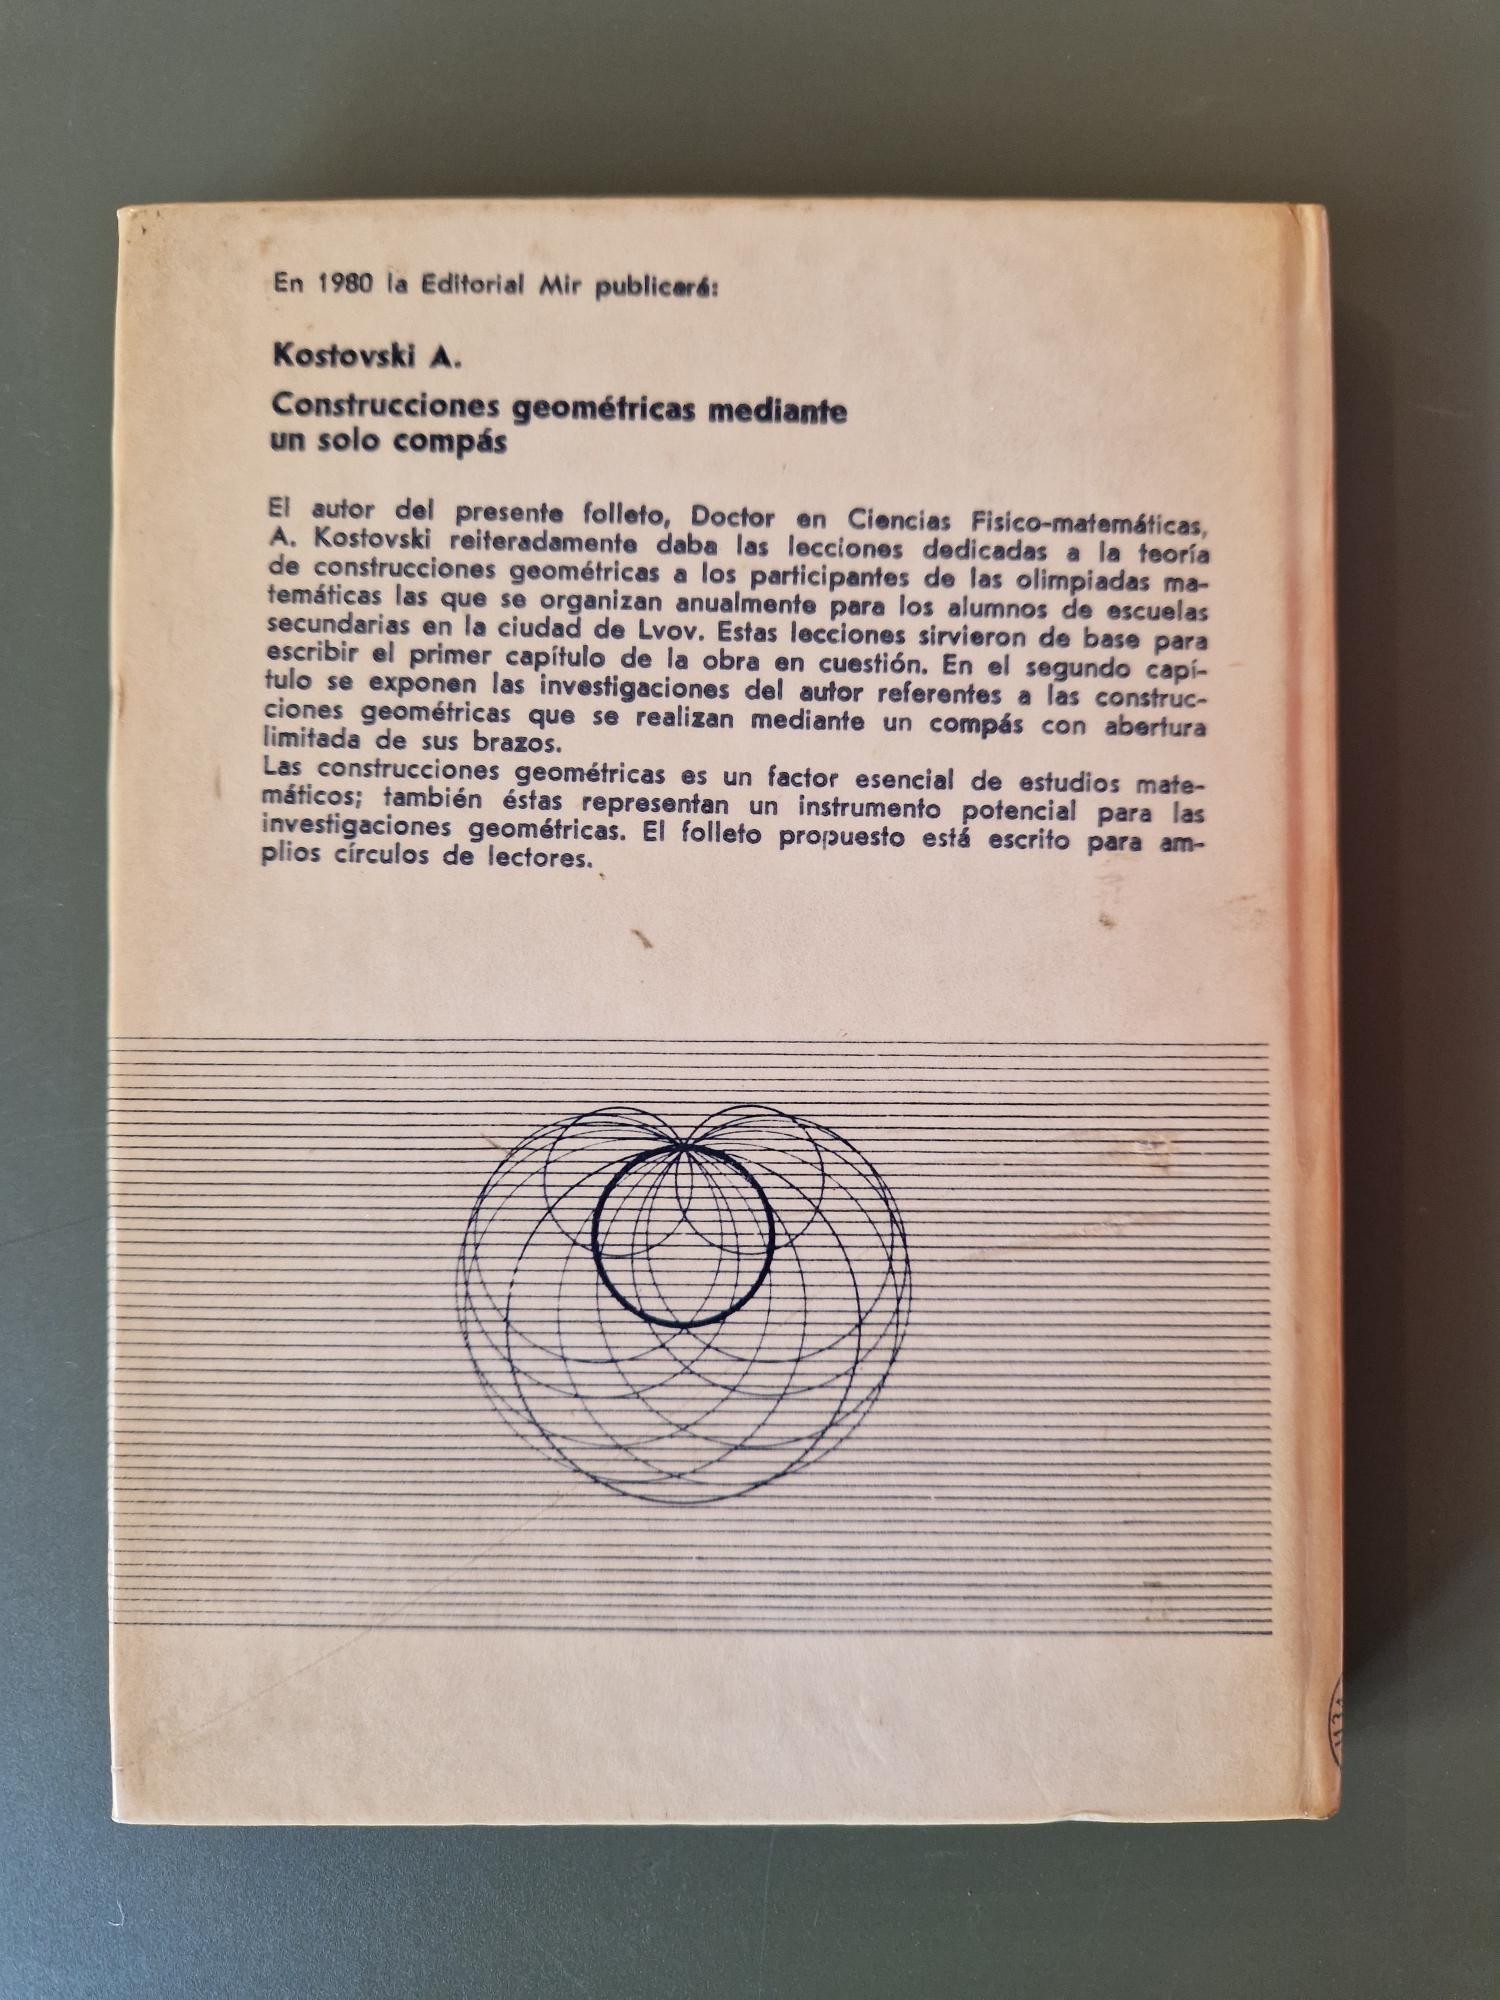 En 1980 la Editorial Mir publicará:
Kostovski A.
Construcciones geométricas mediante
un solo compás
El autor del presente folleto, Doctor en Ciencias Fisico-matemáticas,
A. Kostovski reiteradamente daba las lecciones dedicadas a la teoría
de construcciones geométricas a los participantes de las olimpiadas ma-
temáticas las que se organizan anualmente para los alumnos de escuelas
secundarias en la ciudad de Lvov. Estas lecciones sirvieron de base para
escribir el primer capítulo de la obra en cuestión. En el segundo capí-
tulo se exponen las investigaciones del autor referentes a las construc-
ciones geométricas que se realizan mediante un compás con abertura
limitada de sus brazos.
Las construcciones geométricas es un factor esencial de estudios mate-
máticos; también éstas representan un instrumento potencial para las
investigaciones geométricas. El folleto propuesto está escrito para am-
plios círculos de lectores.